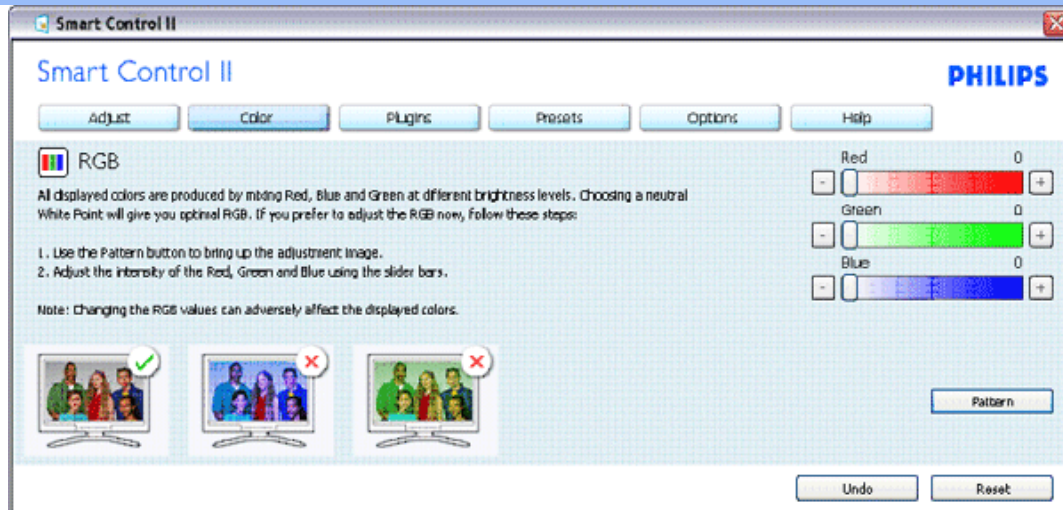 Smart Control II
Smart Control II
PHILIPS
Adjust Color Plugins Presets Options Help
RGB
All displayed colors are produced by mixing Red, Blue and Green at different brightness levels. Choosing a neutral
White Point will give you optimal RGB. If you prefer to adjust the RGB now, follow these steps:
1. Use the Pattern button to bring up the adjustment image.
2. Adjust the intensity of the Red, Green and Blue using the slider bars.
Note: Changing the RGB values can adversely affect the displayed colors.
Red 0
- +
Green 0
- +
Blue 0
- +
Pattern
Undo Reset